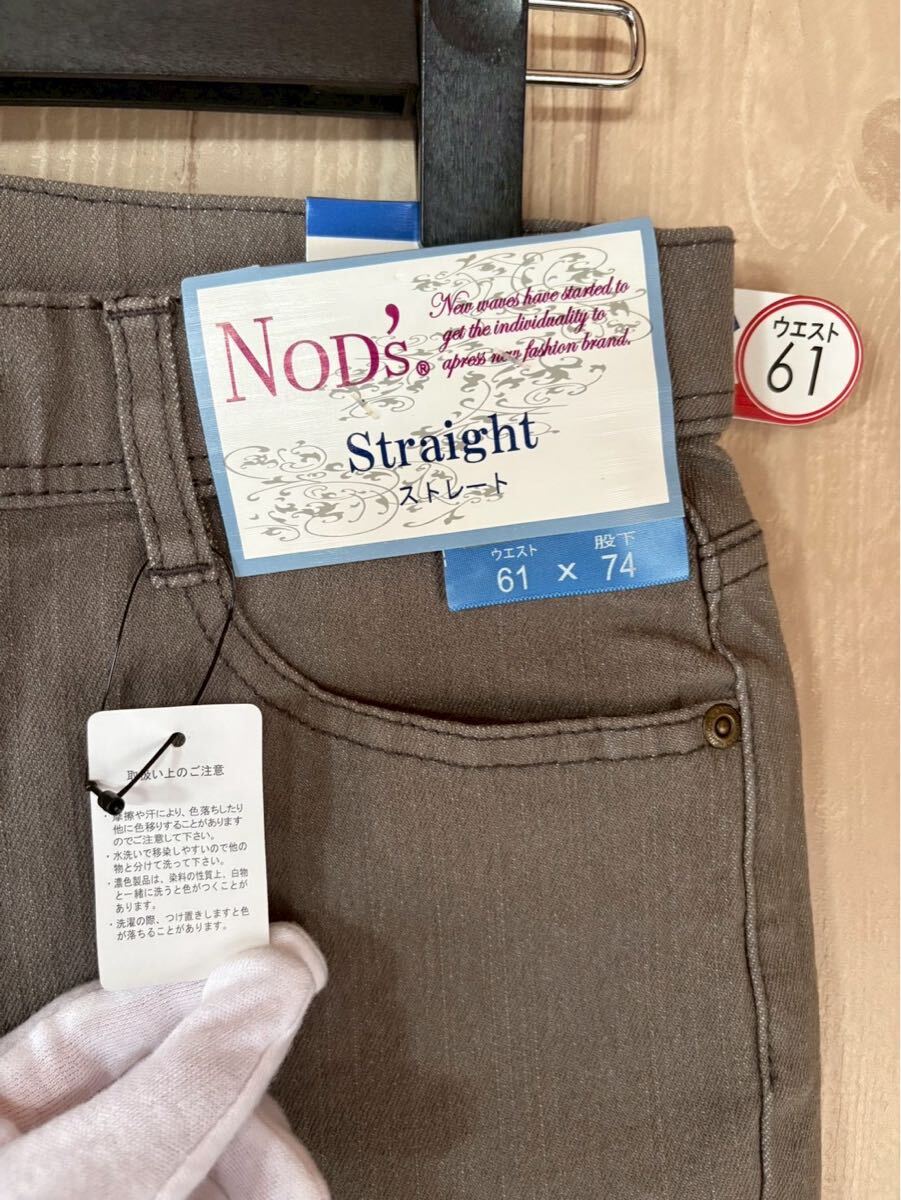 NOD's®
New waves have started to
get the individuality to
apress new fashion brand.
Straight
ストレート
ウエスト 股下
61 x 74
ウエスト
61
取扱い上のご注意
・摩擦や汗により、色落ちしたり
他に色移りすることがあります
のでご注意して下さい。
・水洗いで移染しやすいので他の
物と分けて洗って下さい。
・濃色製品は、染料の性質上、白物
と一緒に洗うと色がつくことが
あります。
・洗濯の際、つけ置きしますと色
が落ちることがあります。